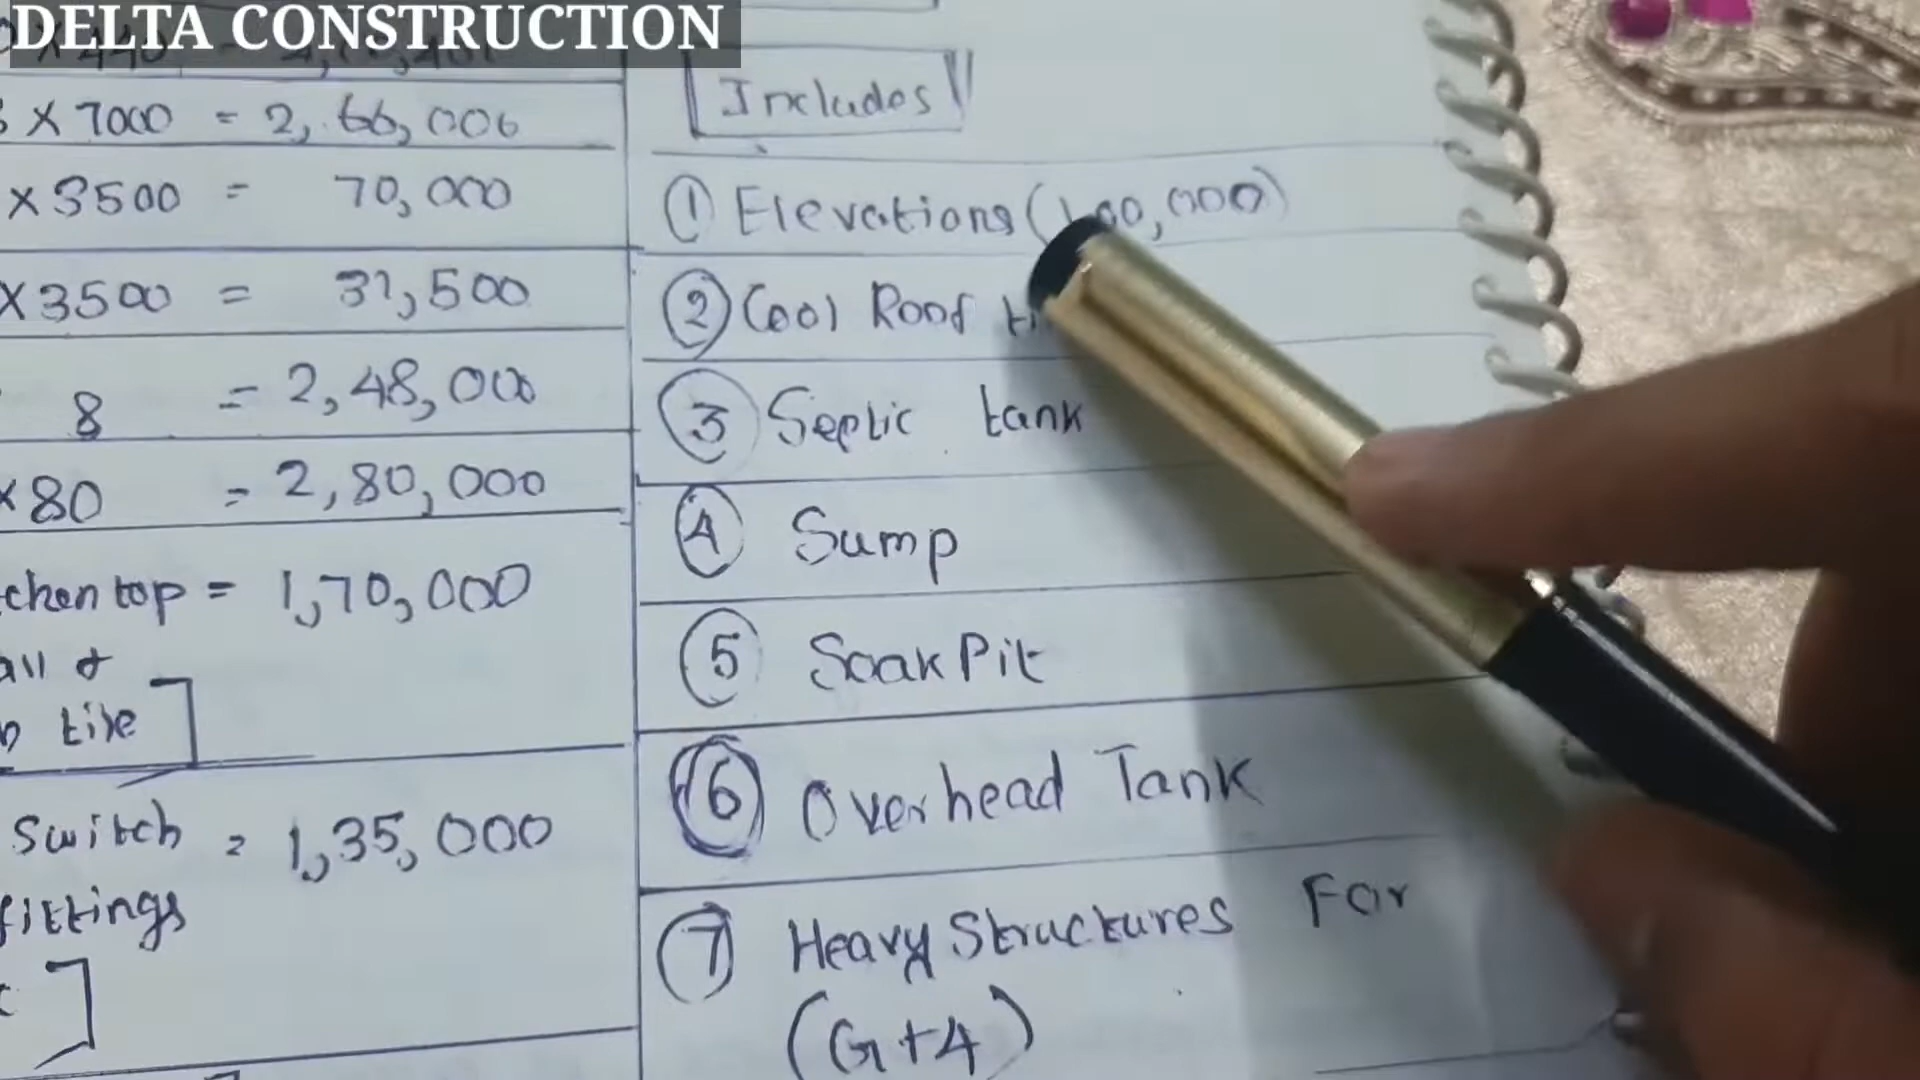 DELTA CONSTRUCTION
x 7000 = 2,66,000
x 3500 = 70,000
x 3500 = 31,500
8 = 2,48,000
x 80 = 2,80,000
chen top = 1,70,000
all &
tile ]
Switch = 1,35,000
fittings
]
[Includes]
① Elevations (1,00,000)
② Cool Roof
③ Septic tank
④ Sump
⑤ Soak Pit
⑥ Overhead Tank
⑦ Heavy Structures For
(G+4)